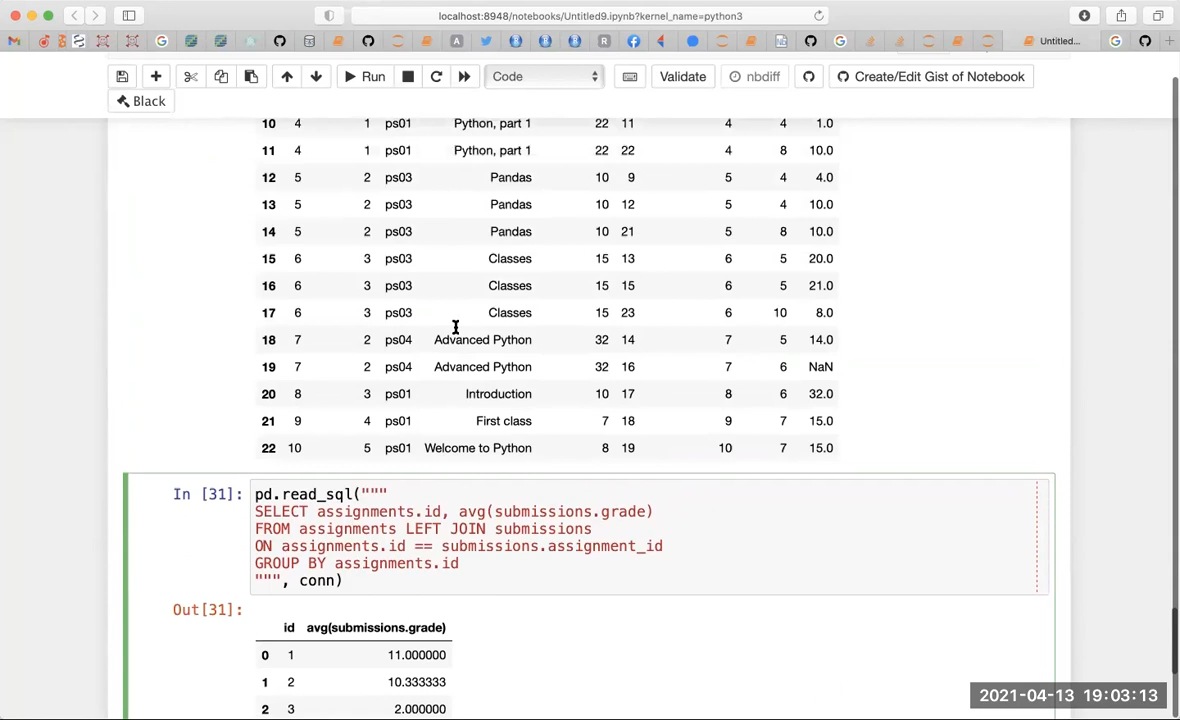 localhost:8948/notebooks/Untitled9.ipynb?kernel_name=python3
Untitled...
Run
Code
Validate
nbdiff
Create/Edit Gist of Notebook
Black
10 4 1 ps01 Python, part 1 22 11 4 4 1.0
11 4 1 ps01 Python, part 1 22 22 4 8 10.0
12 5 2 ps03 Pandas 10 9 5 4 4.0
13 5 2 ps03 Pandas 10 12 5 4 10.0
14 5 2 ps03 Pandas 10 21 5 8 10.0
15 6 3 ps03 Classes 15 13 6 5 20.0
16 6 3 ps03 Classes 15 15 6 5 21.0
17 6 3 ps03 Classes 15 23 6 10 8.0
18 7 2 ps04 Advanced Python 32 14 7 5 14.0
19 7 2 ps04 Advanced Python 32 16 7 6 NaN
20 8 3 ps01 Introduction 10 17 8 6 32.0
21 9 4 ps01 First class 7 18 9 7 15.0
22 10 5 ps01 Welcome to Python 8 19 10 7 15.0
In [31]: pd.read_sql("""
SELECT assignments.id, avg(submissions.grade)
FROM assignments LEFT JOIN submissions
ON assignments.id == submissions.assignment_id
GROUP BY assignments.id
""", conn)
Out[31]:
id avg(submissions.grade)
0 1 11.000000
1 2 10.333333
2 3 2.000000
2021-04-13 19:03:13